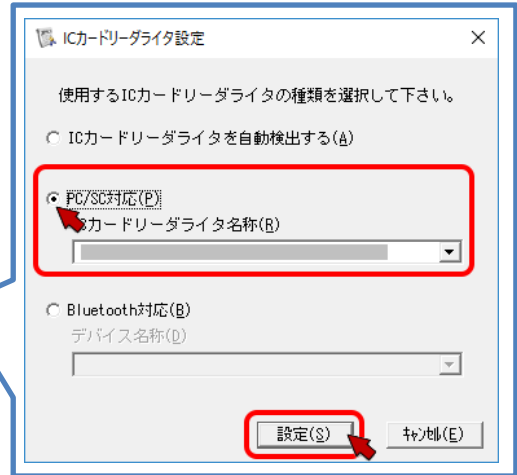 ICカードリーダライタ設定
使用するICカードリーダライタの種類を選択して下さい。
ICカードリーダライタを自動検出する(A)
PC/SC対応(P)
カードリーダライタ名称(R)
Bluetooth対応(B)
デバイス名称(D)
設定(S)
ｷｬﾝｾﾙ(E)